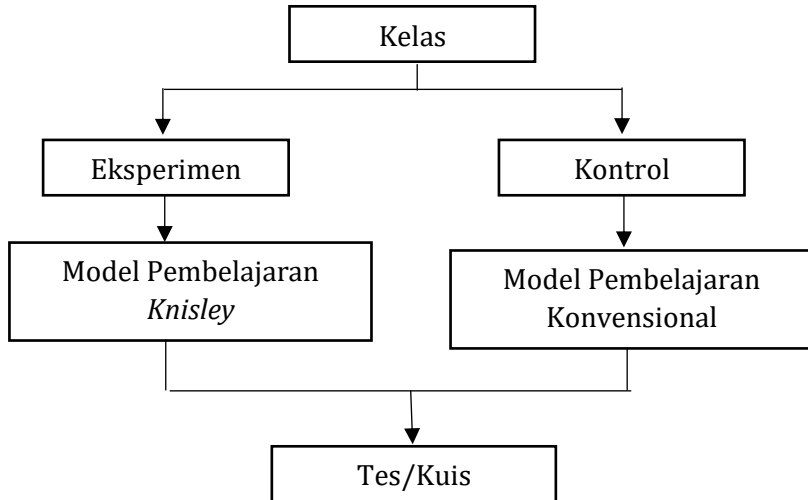 Kelas
Eksperimen
Kontrol
Model Pembelajaran
Knisley
Model Pembelajaran
Konvensional
Tes/Kuis